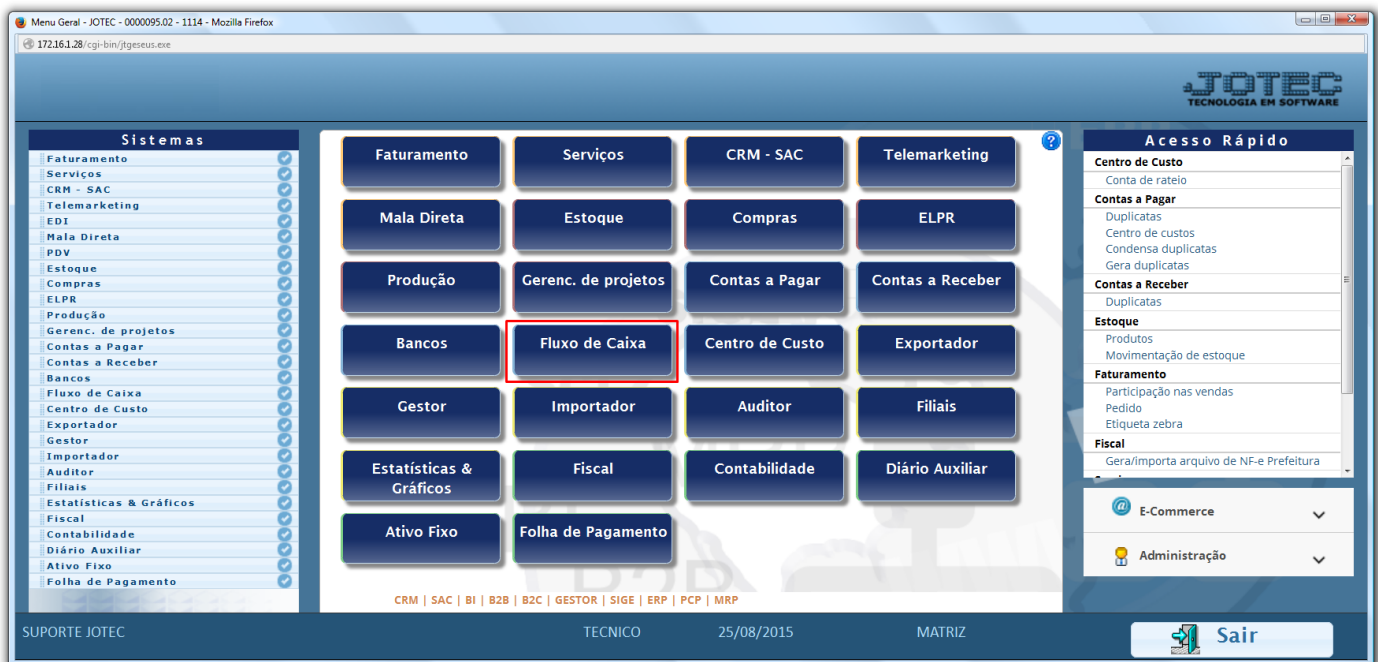 Menu Geral - JOTEC - 0000095.02 - 1114 - Mozilla Firefox
172.16.1.28/cgi-bin/jtgeseus.exe
JOTEC
TECNOLOGIA EM SOFTWARE
Sistemas
Faturamento
Serviços
CRM - SAC
Telemarketing
EDI
Mala Direta
PDV
Estoque
Compras
ELPR
Produção
Gerenc. de projetos
Contas a Pagar
Contas a Receber
Bancos
Fluxo de Caixa
Centro de Custo
Exportador
Gestor
Importador
Auditor
Filiais
Estatísticas & Gráficos
Fiscal
Contabilidade
Diário Auxiliar
Ativo Fixo
Folha de Pagamento
Faturamento
Serviços
CRM - SAC
Telemarketing
Mala Direta
Estoque
Compras
ELPR
Produção
Gerenc. de projetos
Contas a Pagar
Contas a Receber
Bancos
Fluxo de Caixa
Centro de Custo
Exportador
Gestor
Importador
Auditor
Filiais
Estatísticas &
Gráficos
Fiscal
Contabilidade
Diário Auxiliar
Ativo Fixo
Folha de Pagamento
B2B
CRM | SAC | BI | B2B | B2C | GESTOR | SIGE | ERP | PCP | MRP
Acesso Rápido
Centro de Custo
Conta de rateio
Contas a Pagar
Duplicatas
Centro de custos
Condensa duplicatas
Gera duplicatas
Contas a Receber
Duplicatas
Estoque
Produtos
Movimentação de estoque
Faturamento
Participação nas vendas
Pedido
Etiqueta zebra
Fiscal
Gera/importa arquivo de NF-e Prefeitura
E-Commerce
Administração
SUPORTE JOTEC
TECNICO
25/08/2015
MATRIZ
Sair